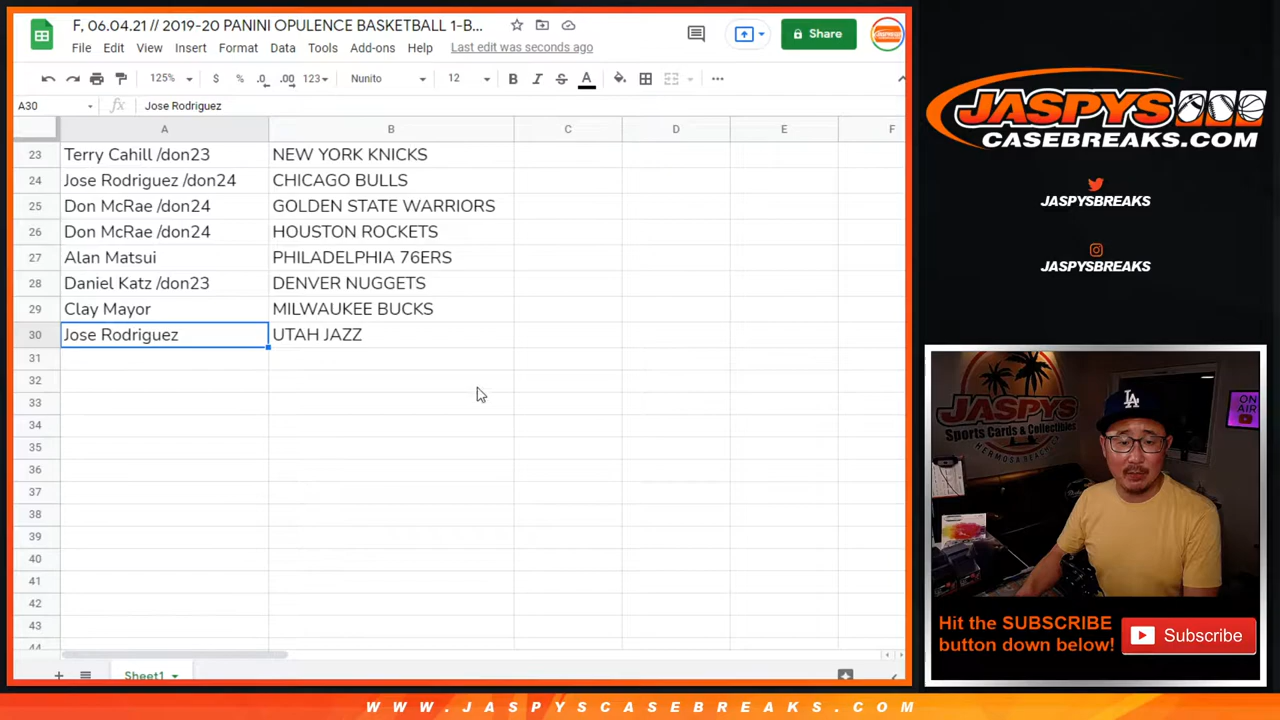 F, 06.04.21 // 2019-20 PANINI OPULENCE BASKETBALL 1-B...
File Edit View Insert Format Data Tools Add-ons Help Last edit was seconds ago
Share
125% $ % .0 .00 123 Nunito 12 B I S A
A30 fx Jose Rodriguez
A B C D E F
23 Terry Cahill /don23 NEW YORK KNICKS
24 Jose Rodriguez /don24 CHICAGO BULLS
25 Don McRae /don24 GOLDEN STATE WARRIORS
26 Don McRae /don24 HOUSTON ROCKETS
27 Alan Matsui PHILADELPHIA 76ERS
28 Daniel Katz /don23 DENVER NUGGETS
29 Clay Mayor MILWAUKEE BUCKS
30 Jose Rodriguez UTAH JAZZ
31
32
33
34
35
36
37
38
39
40
41
42
43
44
Sheet1
JASPYS
CASEBREAKS.COM
JASPYSBREAKS
JASPYSBREAKS
JASPYS
Sports Cards & Collectibles
HERMOSA BEACH
LA
ON
AIR
Hit the SUBSCRIBE
button down below!
Subscribe
WWW.JASPYSCASEBREAKS.COM